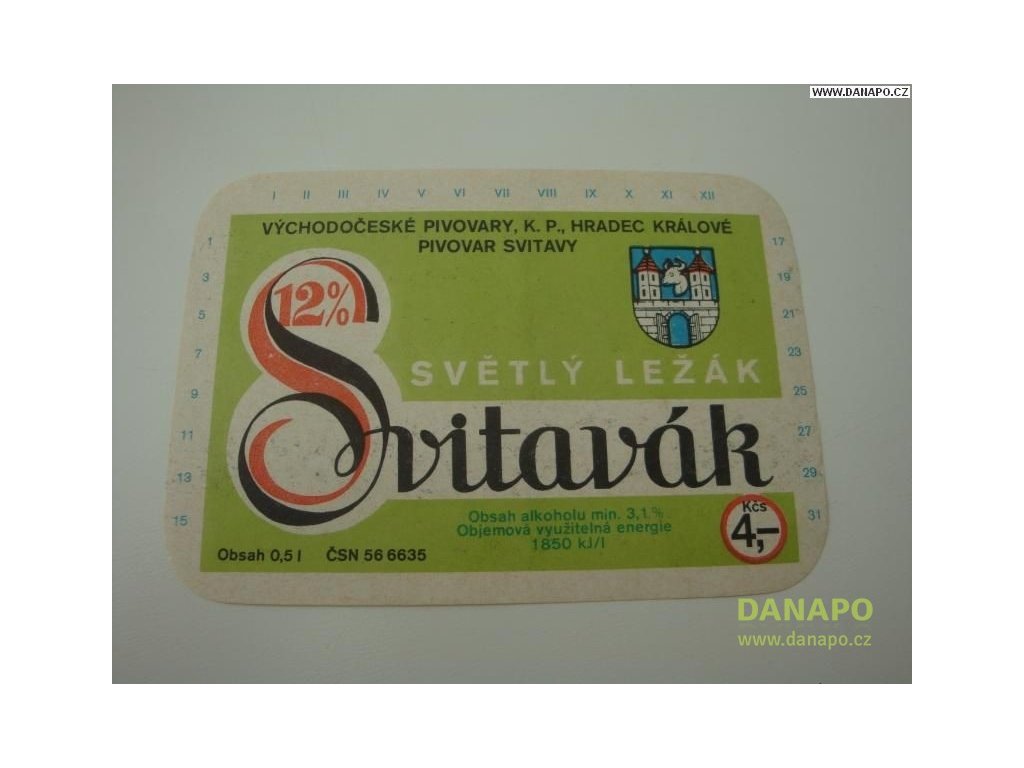 WWW.DANAPO.CZ
I II III IV V VI VII VIII IX X XI XII
VÝCHODOČESKÉ PIVOVARY, K. P., HRADEC KRÁLOVÉ
PIVOVAR SVITAVY
1
3
5
7
9
11
13
15
17
19
21
23
25
27
29
31
12%
SVĚTLÝ LEŽÁK
Svitavák
Obsah alkoholu min. 3,1 %
Objemová využitelná energie
1850 kJ/l
Kčs
4,-
Obsah 0,5 l ČSN 56 6635
DANAPO
www.danapo.cz